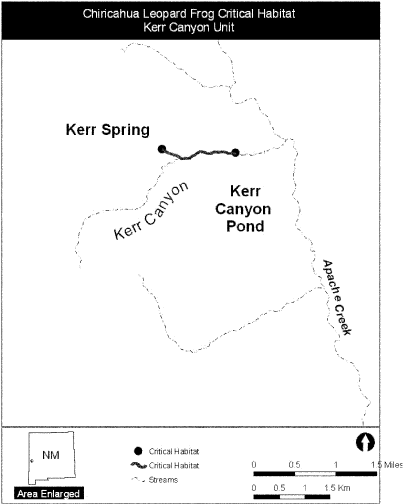 Chiricahua Leopard Frog Critical Habitat
Kerr Canyon Unit
Kerr Spring
Kerr Canyon
Kerr
Canyon
Pond
Apache Creek
NM
Area Enlarged
Critical Habitat
Critical Habitat
Streams
0 0.5 1 1.5 Miles
0 0.5 1 1.5 Km